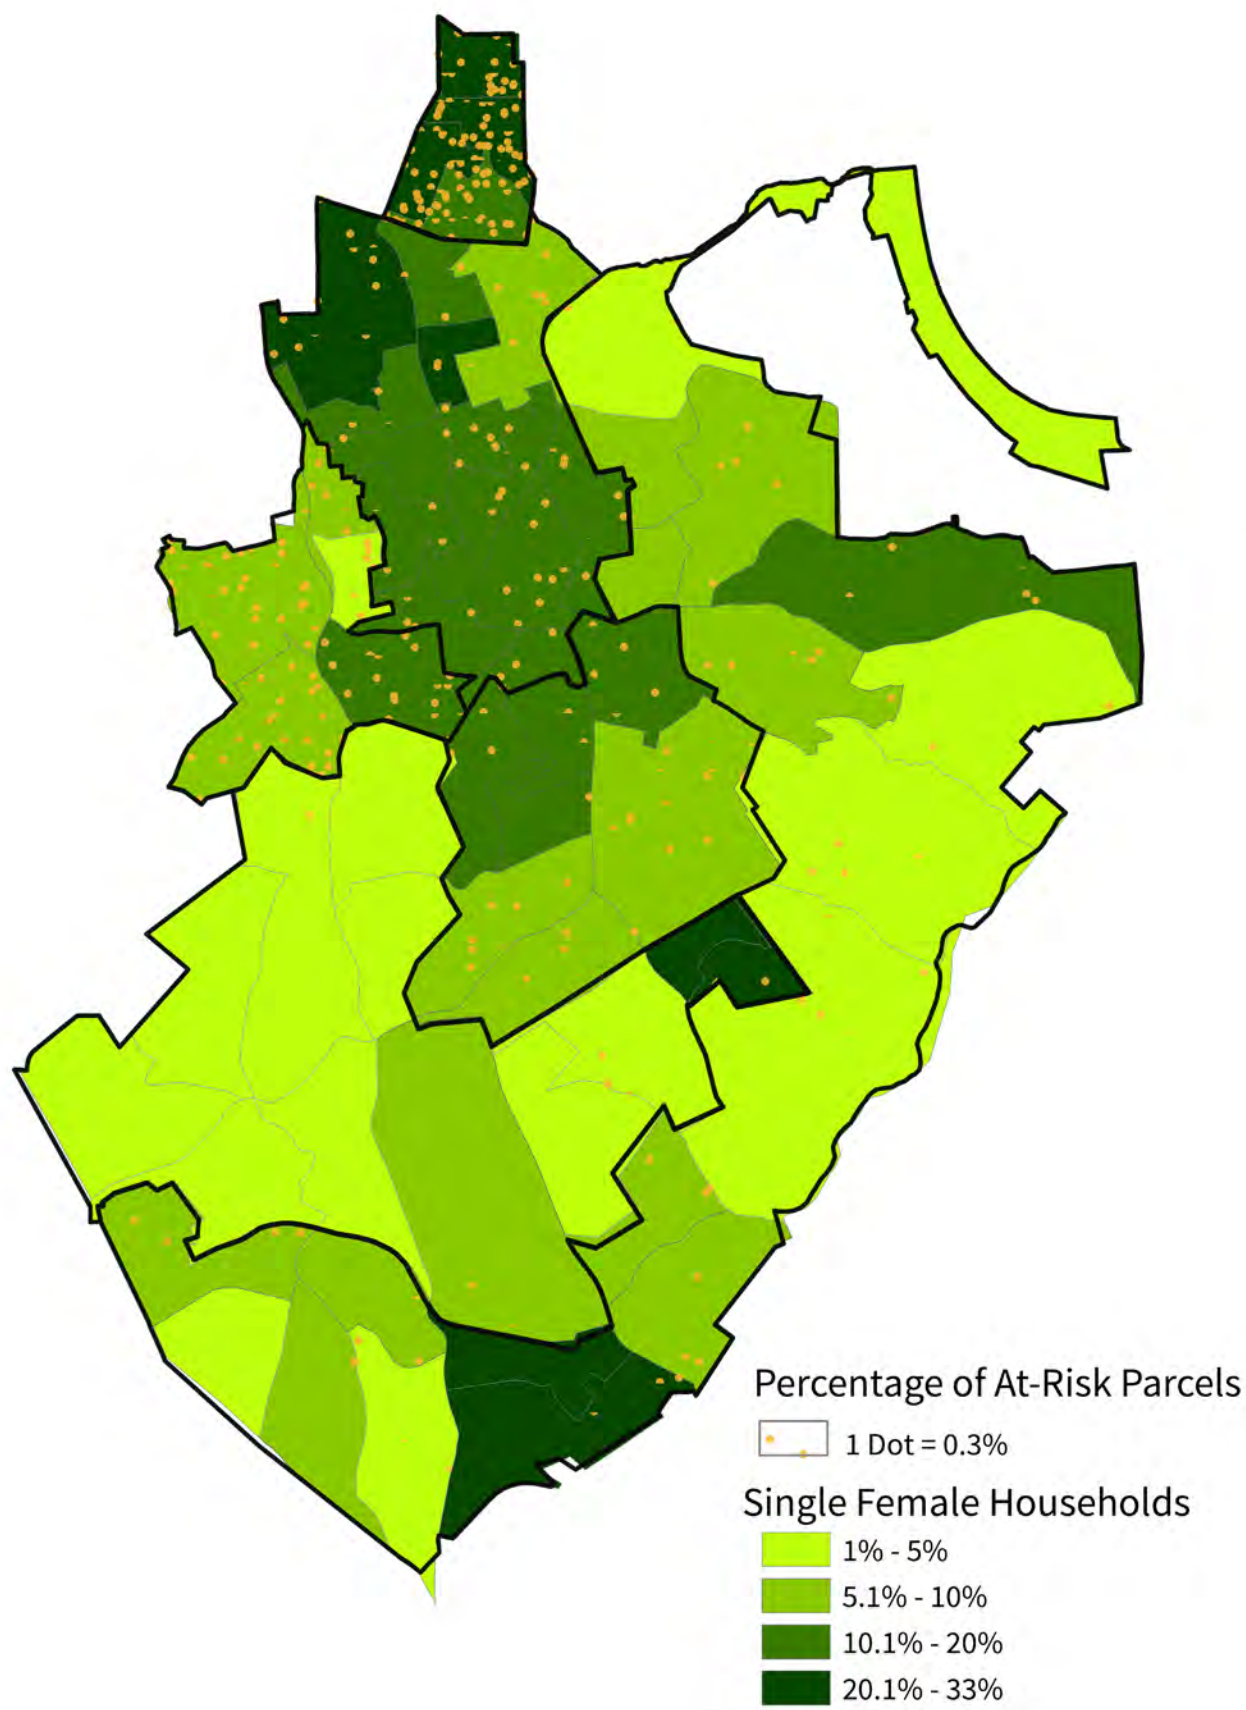 Percentage of At-Risk Parcels
1 Dot = 0.3%
Single Female Households
1% - 5%
5.1% - 10%
10.1% - 20%
20.1% - 33%